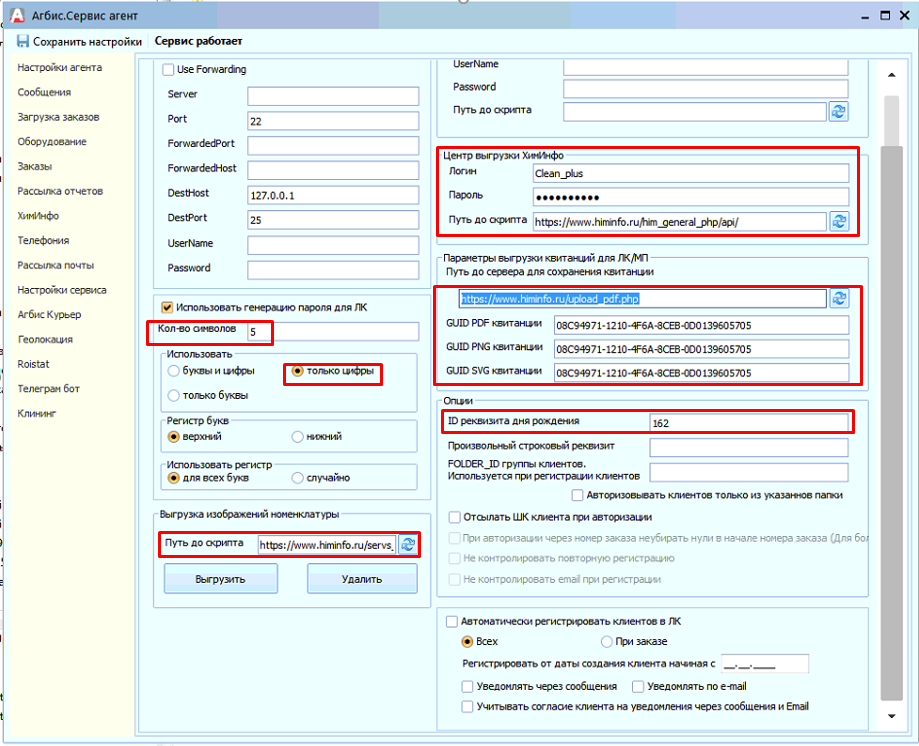 Агбис.Сервис агент
Сохранить настройки
Сервис работает
Настройки агента
Сообщения
Загрузка заказов
Оборудование
Заказы
Рассылка отчетов
ХимИнфо
Телефония
Рассылка почты
Настройки сервиса
Агбис Курьер
Геолокация
Roistat
Телеграм бот
Клининг
Use Forwarding
Server
Port 22
ForwardedPort
ForwardedHost
DestHost 127.0.0.1
DestPort 25
UserName
Password
Использовать генерацию пароля для ЛК
Кол-во символов 5
Использовать
буквы и цифры только цифры
только буквы
Регистр букв
верхний нижний
Использовать регистр
для всех букв случайно
Выгрузка изображений номенклатуры
Путь до скрипта https://www.himinfo.ru/servs_
Выгрузить Удалить
UserName
Password
Путь до скрипта
Центр выгрузки ХимИнфо
Логин Clean_plus
Пароль ●●●●●●●●●●
Путь до скрипта https://www.himinfo.ru/him_general_php/api/
Параметры выгрузки квитанций для ЛК/МП
Путь до сервера для сохранения квитанции
https://www.himinfo.ru/upload_pdf.php
GUID PDF квитанции 08C94971-1210-4F6A-8CEB-0D0139605705
GUID PNG квитанции 08C94971-1210-4F6A-8CEB-0D0139605705
GUID SVG квитанции 08C94971-1210-4F6A-8CEB-0D0139605705
Опции
ID реквизита дня рождения 162
Произвольный строковый реквизит
FOLDER_ID группы клиентов.
Используется при регистрации клиентов
Авторизовывать клиентов только из указаннов папки
Отсылать ШК клиента при авторизации
При авторизации через номер заказа неубирать нули в начале номера заказа (Для бол
Не контролировать повторную регистрацию
Не контролировать email при регистрации
Автоматически регистрировать клиентов в ЛК
Всех При заказе
Регистрировать от даты создания клиента начиная с __.__.____
Уведомлять через сообщения Уведомлять по e-mail
Учитывать согласие клиента на уведомления через сообщения и Email